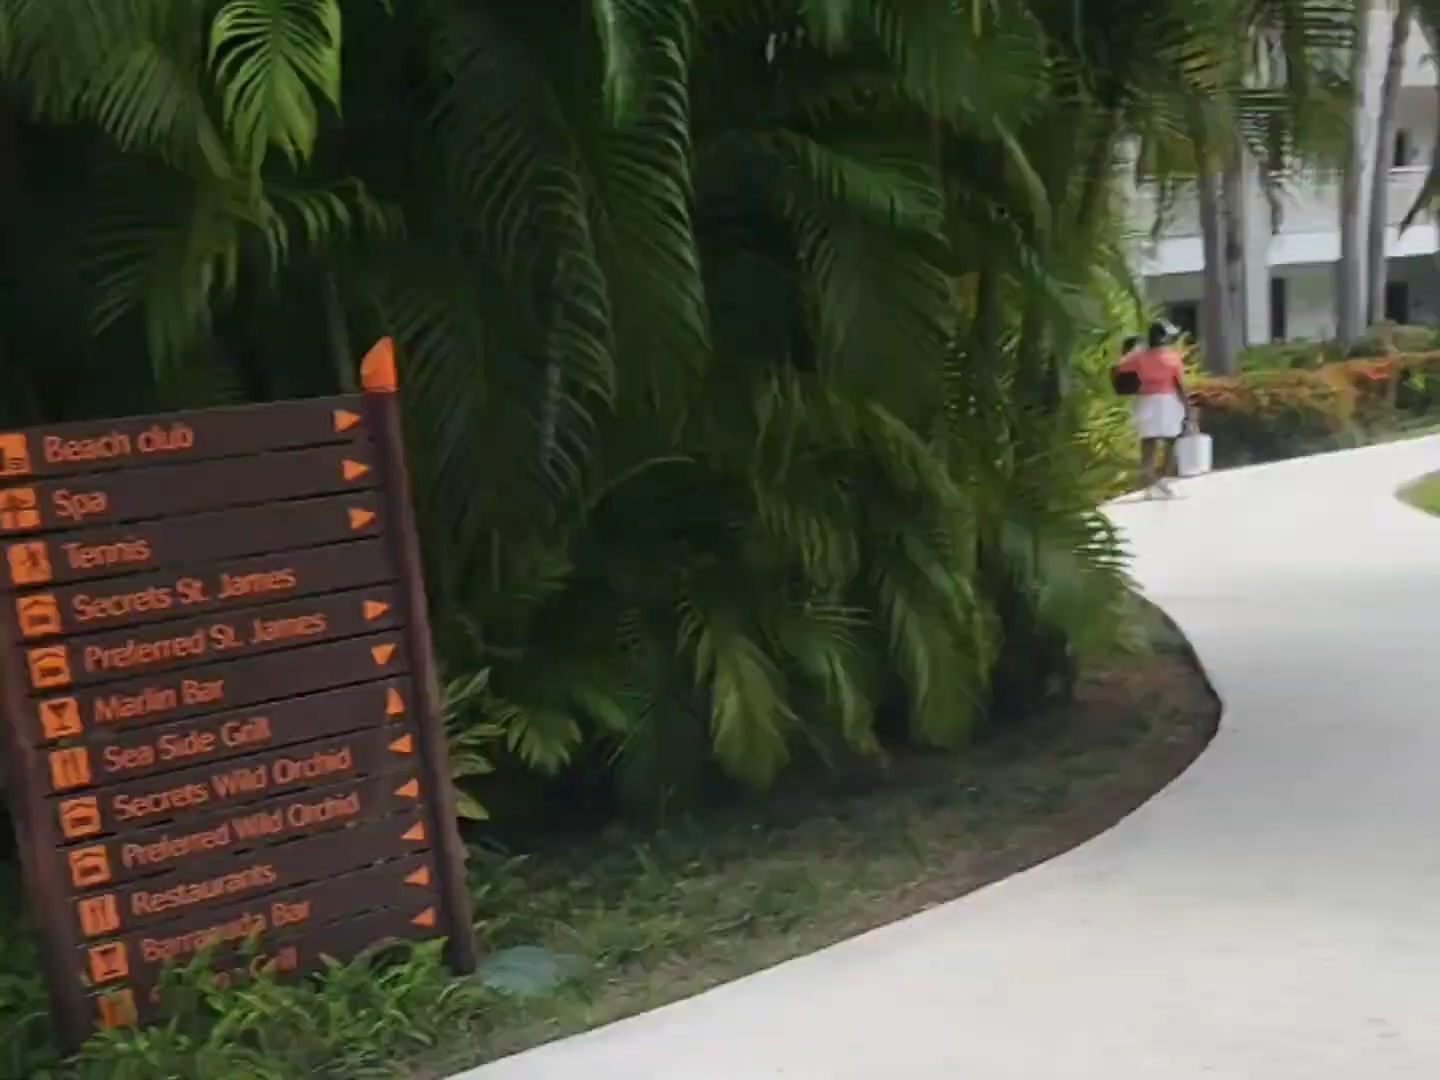 Beach club
Spa
Tennis
Secrets St. James
Preferred St. James
Marlin Bar
Sea Side Grill
Secrets Wild Orchid
Preferred Wild Orchid
Restaurants
Barracuda Bar
Grill